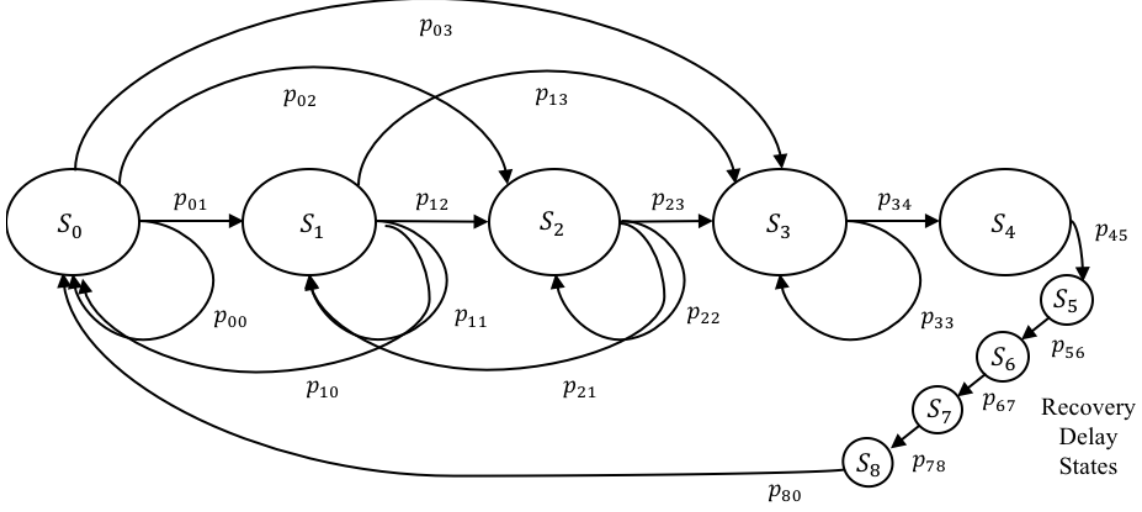 p₀₃
p₀₂
p₁₃
S₀
p₀₁
S₁
p₁₂
S₂
p₂₃
S₃
p₃₄
S₄
p₄₅
p₀₀
p₁₁
p₂₂
p₃₃
S₅
p₅₆
S₆
p₆₇
S₇
p₇₈
S₈
p₁₀
p₂₁
p₈₀
Recovery
Delay
States